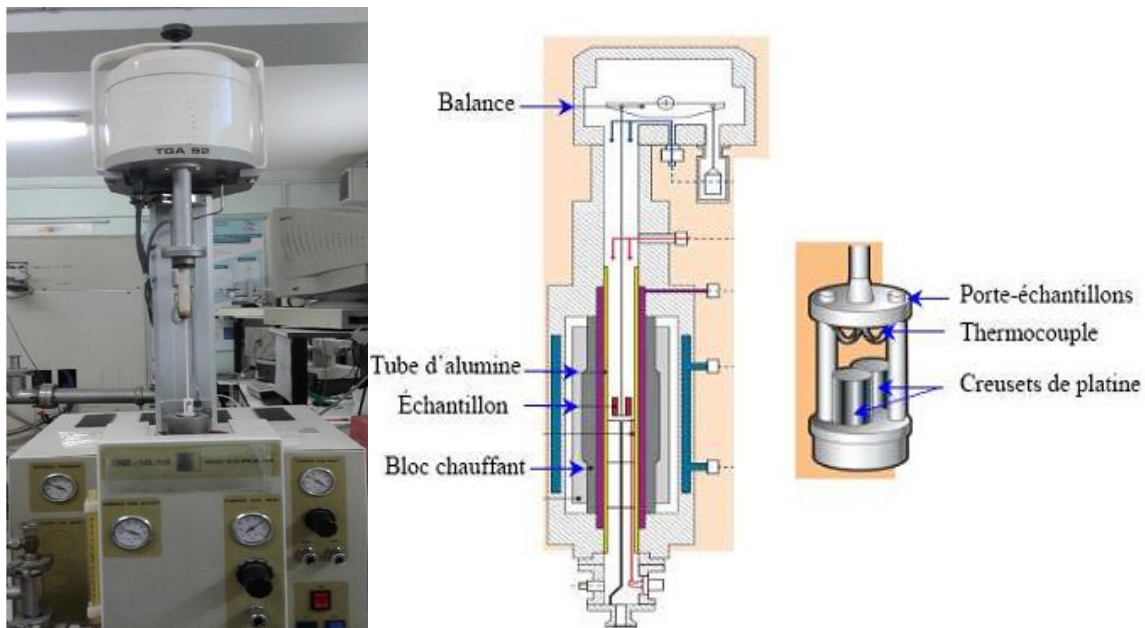 TGA 92
Balance
Tube d'alumine
Échantillon
Bloc chauffant
Porte-échantillons
Thermocouple
Creusets de platine